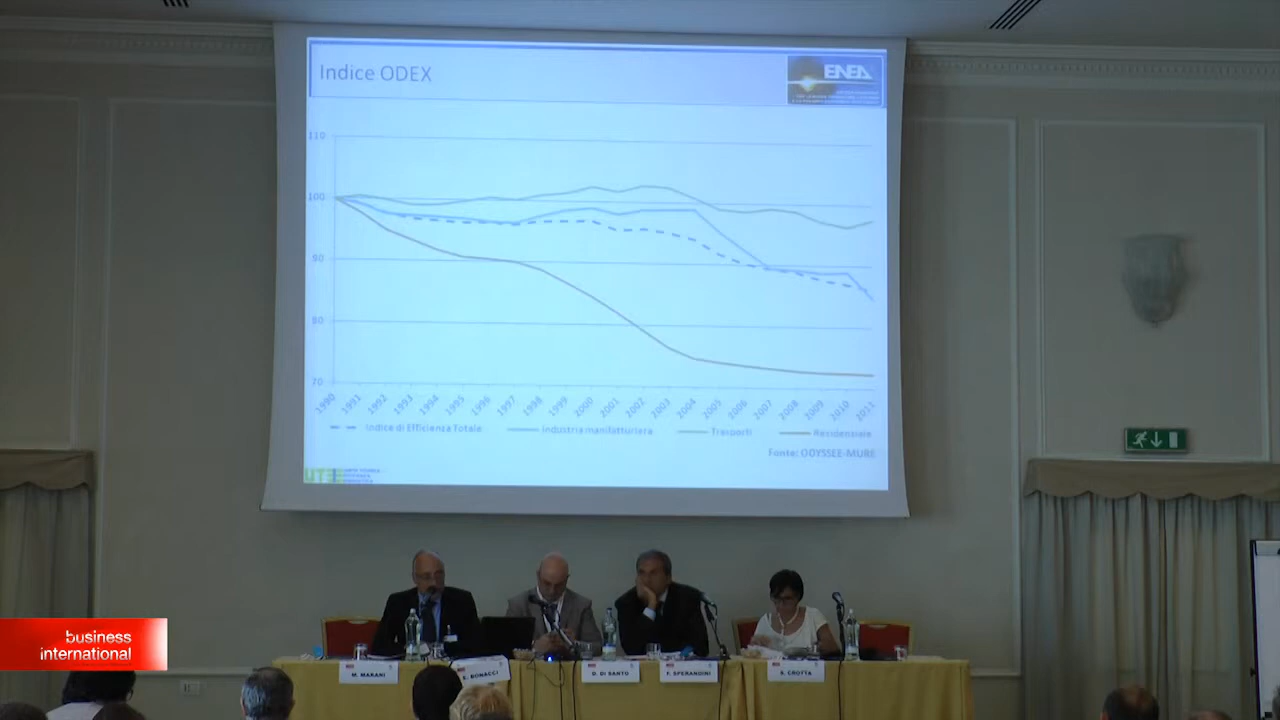 Indice ODEX
ENEA
110
100
90
80
70
1990 1991 1992 1993 1994 1995 1996 1997 1998 1999 2000 2001 2002 2003 2004 2005 2006 2007 2008 2009 2010 2011
Indice di Efficienza Totale Industria manifatturiera Trasporti Residenziale
Fonte: ODYSSEE-MURE
business
international
M. MARANI
E. BONACCI
D. DI SANTO
F. SPERANDINI
S. CROTTA